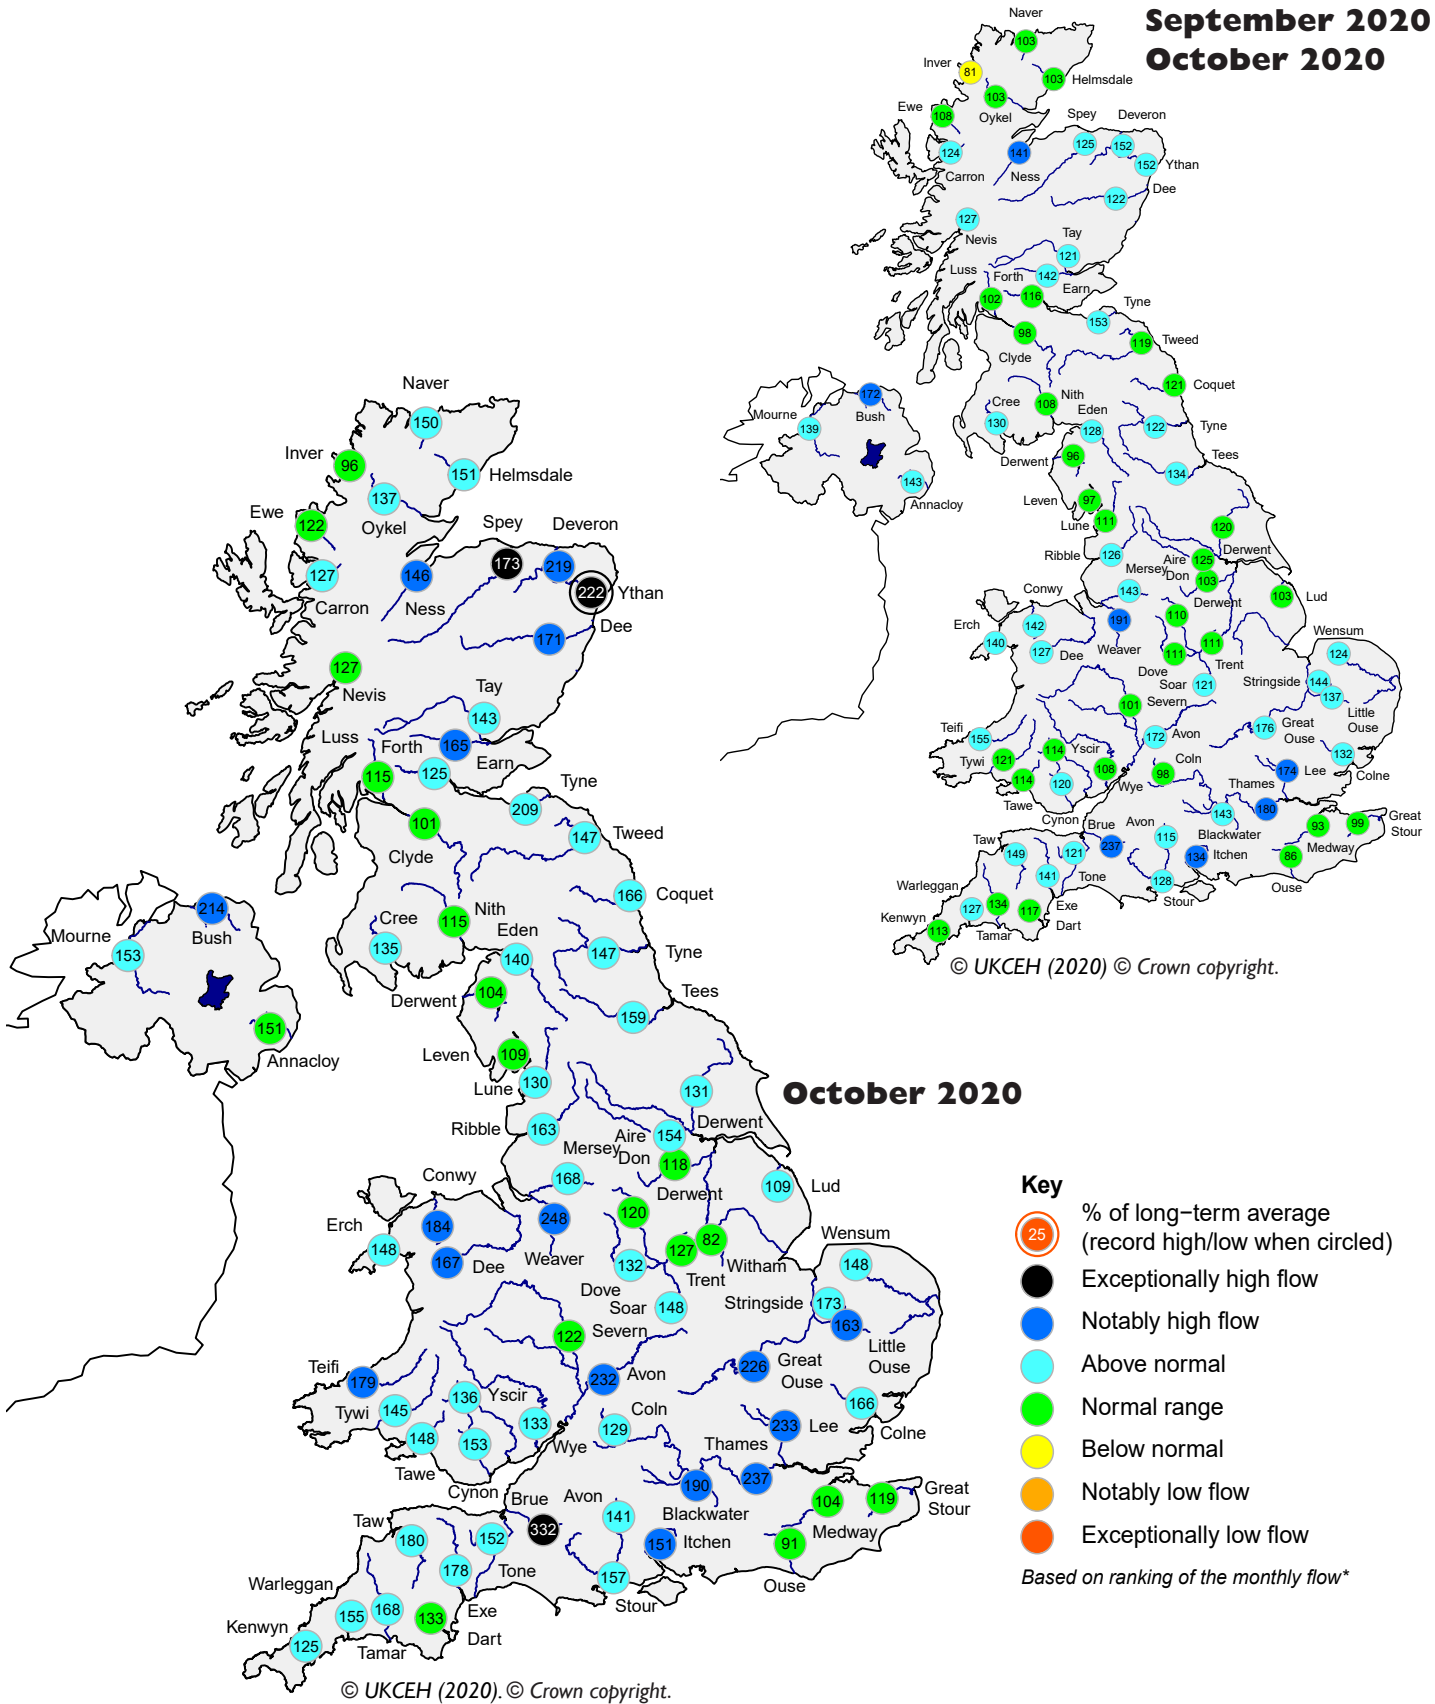 September 2020
October 2020
Naver
103
Inver
81
103
Helmsdale
103
Oykel
Ewe
108
Spey
Deveron
124
Carron
141
Ness
125
152
152
Ythan
Dee
122
127
Nevis
Tay
121
Luss
Forth
142
Earn
102
116
Tyne
153
98
Clyde
119
Tweed
121
Coquet
172
Bush
Mourne
139
143
Annacloy
Cree
130
108
Nith
Eden
128
122
Tyne
Derwent
96
134
Tees
Leven
97
Lune
111
120
Derwent
Ribble
126
Aire
125
Mersey
Don
103
143
Conwy
142
Erch
140
127
Dee
191
Weaver
110
Derwent
103
Lud
111
Dove
111
Trent
Soar
121
Wensum
124
Stringside
144
137
Little
Ouse
101
Severn
Teifi
155
172
Avon
176
Great
Ouse
132
Colne
Tywi
121
114
Yscir
108
Wye
Coln
98
174
Lee
114
Tawe
120
Cynon
Thames
180
143
Blackwater
Brue
237
Avon
115
134
Itchen
93
99
Great
Stour
Medway
86
Ouse
Taw
149
121
Tone
141
128
Stour
Warleggan
127
134
117
Exe
Dart
Kenwyn
113
Tamar
© UKCEH (2020) © Crown copyright.
Naver
150
Inver
96
151
Helmsdale
137
Oykel
Ewe
122
Spey
Deveron
173
219
127
Carron
146
Ness
222
Ythan
Dee
171
127
Nevis
Tay
143
Luss
Forth
165
Earn
115
125
Tyne
209
101
Clyde
147
Tweed
166
Coquet
214
Bush
Mourne
153
151
Annacloy
Cree
135
115
Nith
Eden
140
147
Tyne
Derwent
104
159
Tees
Leven
109
Lune
130
131
Derwent
October 2020
Ribble
163
Aire
154
Mersey
Don
118
168
Conwy
184
Erch
148
167
Dee
248
Weaver
120
Derwent
109
Lud
127
82
Witham
Trent
132
Dove
Soar
148
Wensum
148
Stringside
173
163
Little
Ouse
122
Severn
Teifi
179
232
Avon
226
Great
Ouse
166
Colne
Tywi
145
136
Yscir
133
Wye
Coln
129
233
Lee
148
Tawe
153
Cynon
Thames
237
190
Blackwater
Brue
332
Avon
141
151
Itchen
104
119
Great
Stour
Medway
91
Ouse
Taw
180
152
Tone
178
157
Stour
Warleggan
155
168
133
Exe
Dart
Kenwyn
125
Tamar
© UKCEH (2020). © Crown copyright.
Key
25
% of long−term average
(record high/low when circled)
Exceptionally high flow
Notably high flow
Above normal
Normal range
Below normal
Notably low flow
Exceptionally low flow
Based on ranking of the monthly flow*